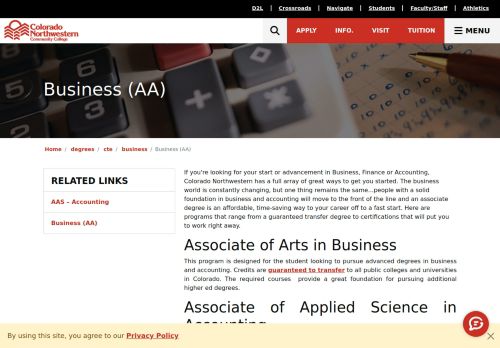 D2L | Crossroads | Navigate | Students | Faculty/Staff | Athletics
Colorado
Northwestern
Community College
APPLY INFO. VISIT TUITION MENU
Business (AA)
Home / degrees / cte / business / Business (AA)
RELATED LINKS
AAS – Accounting
Business (AA)
If you're looking for your start or advancement in Business, Finance or Accounting,
Colorado Northwestern has a full array of great ways to get you started. The business
world is constantly changing, but one thing remains the same...people with a solid
foundation in business and accounting will move to the front of the line and an associate
degree is an affordable, time-saving way to your career off to a fast start. Here are
programs that range from a guaranteed transfer degree to certifications that will put you
to work right away.
Associate of Arts in Business
This program is designed for the student looking to pursue advanced degrees in business
and accounting. Credits are guaranteed to transfer to all public colleges and universities
in Colorado. The required courses provide a great foundation for pursuing additional
higher ed degrees.
Associate of Applied Science in
Accounting
By using this site, you agree to our Privacy Policy